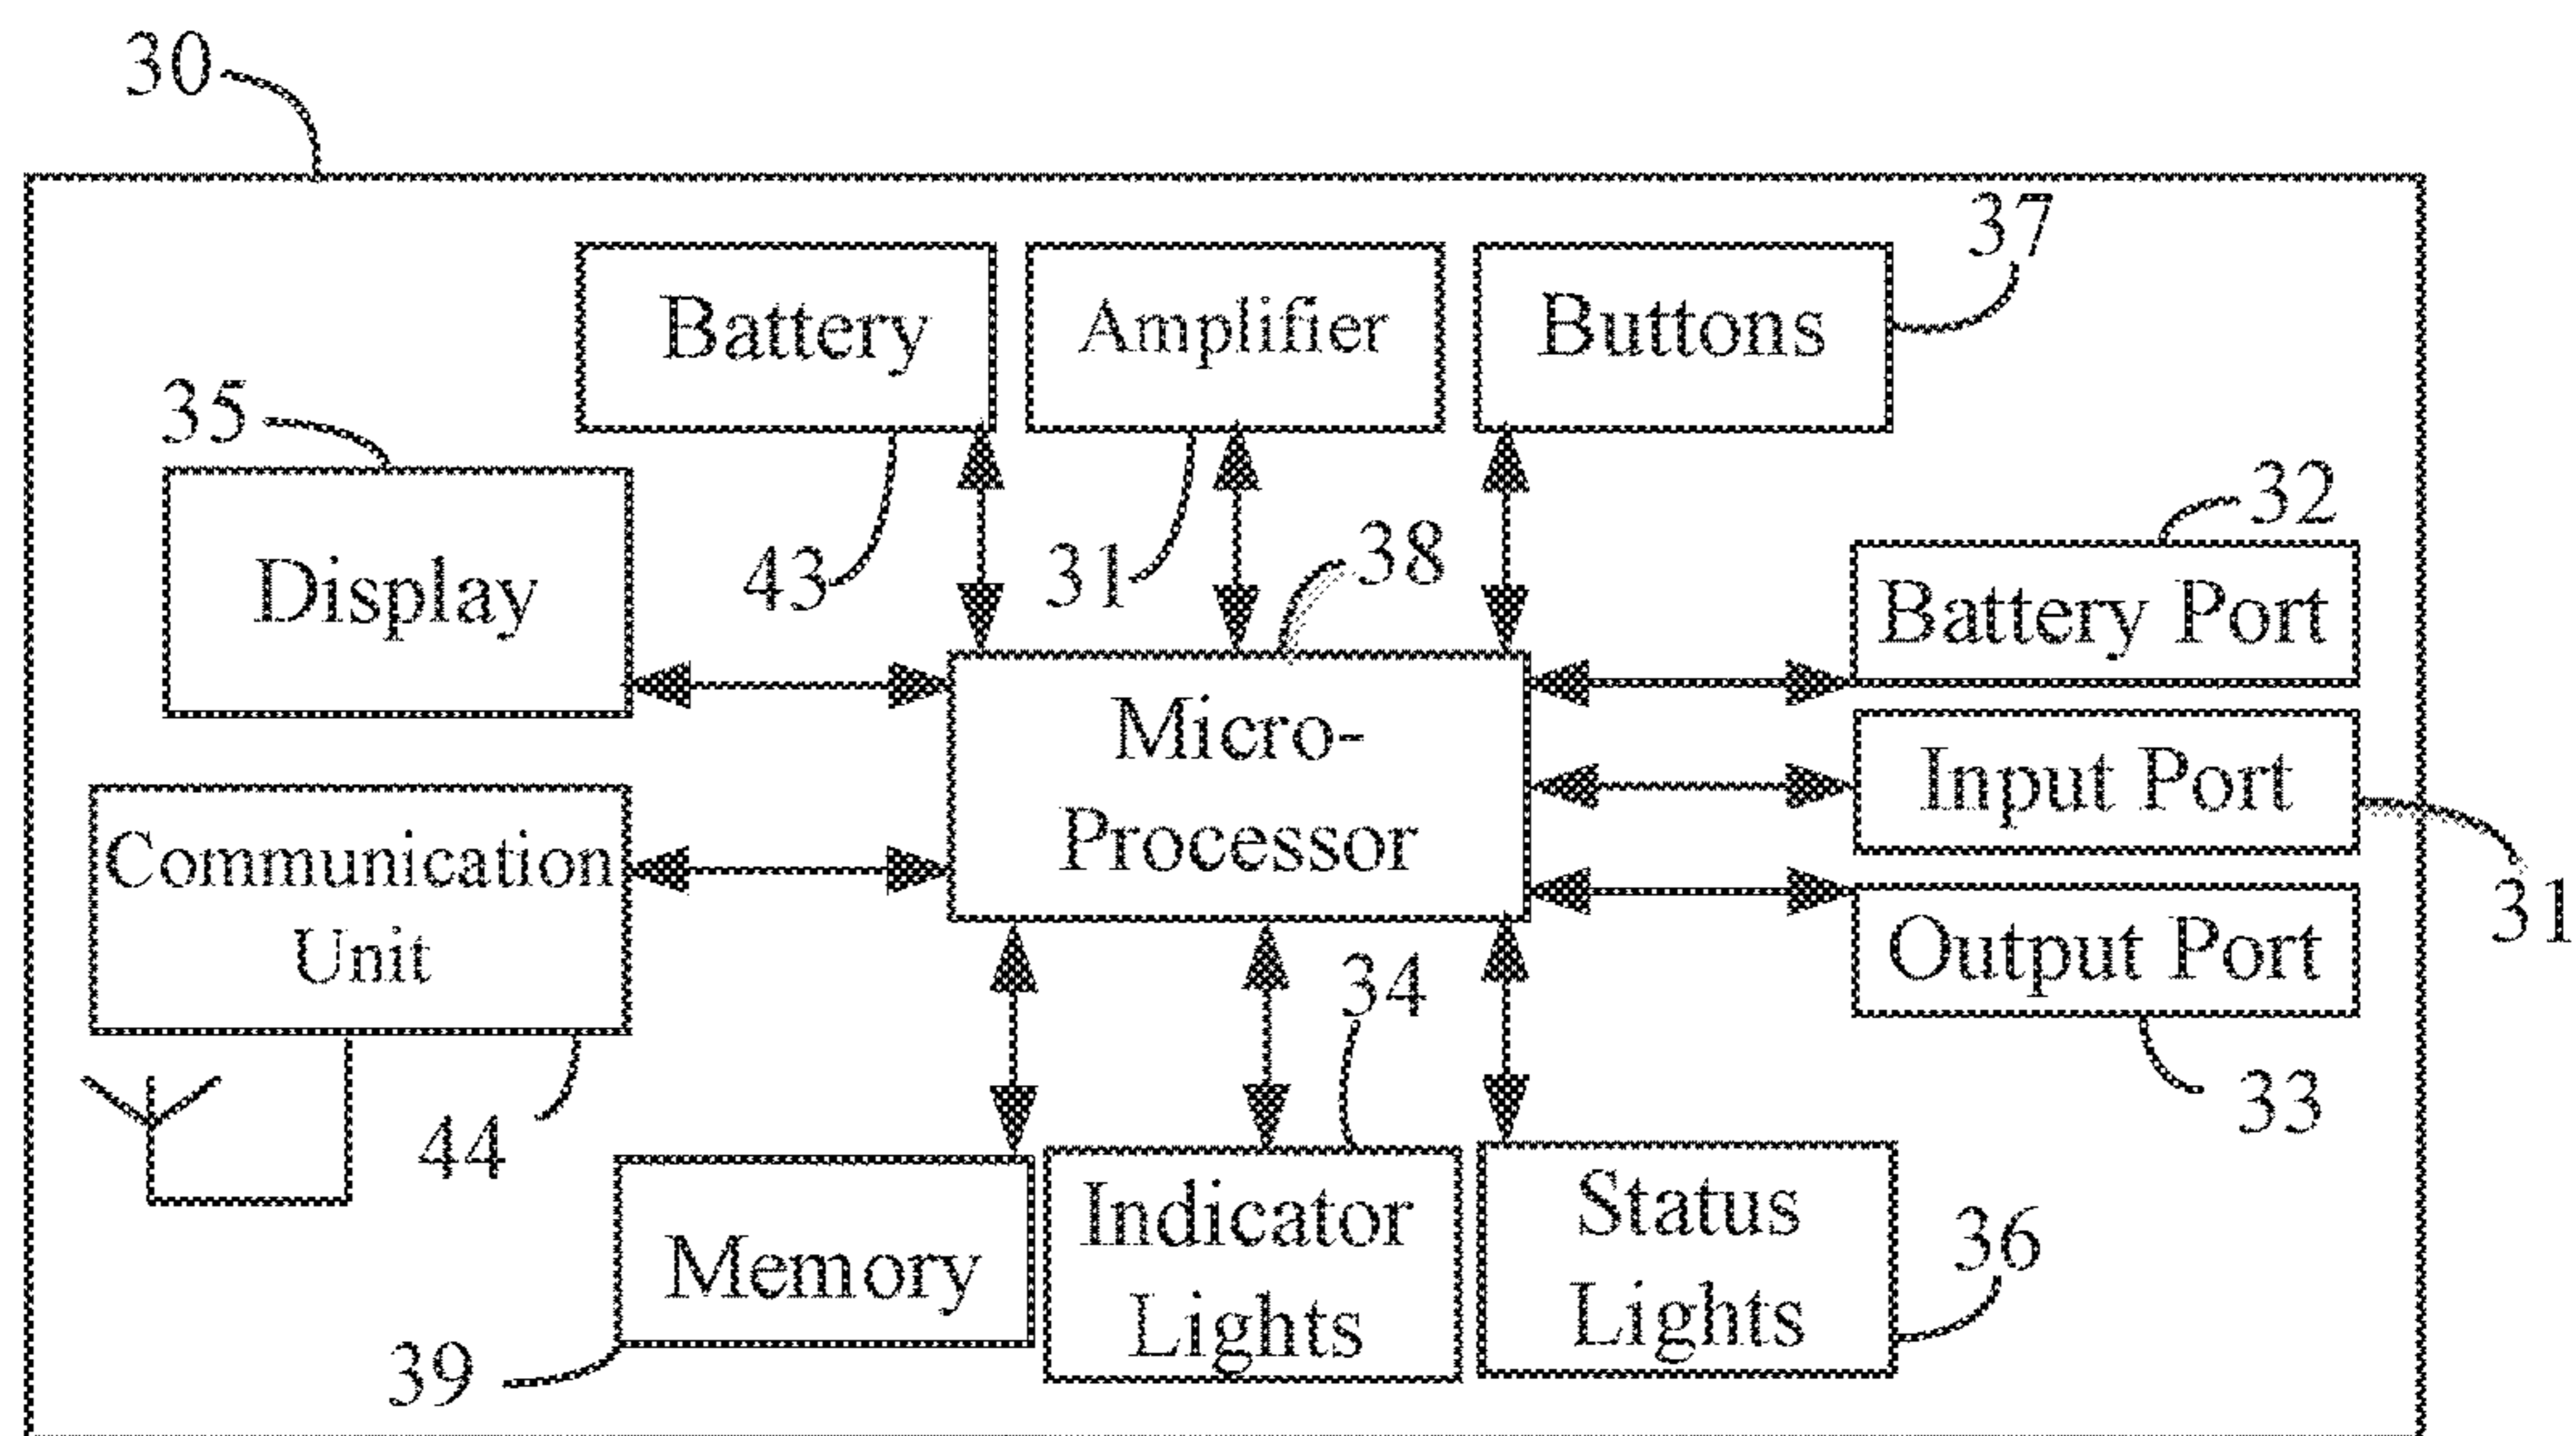 30
37
Battery
Amplifier
Buttons
35
32
43
31
38
Display
Battery Port
Micro-
Processor
Input Port
31
Communication
Unit
34
Output Port
33
44
Memory
Indicator
Lights
Status
Lights
36
39